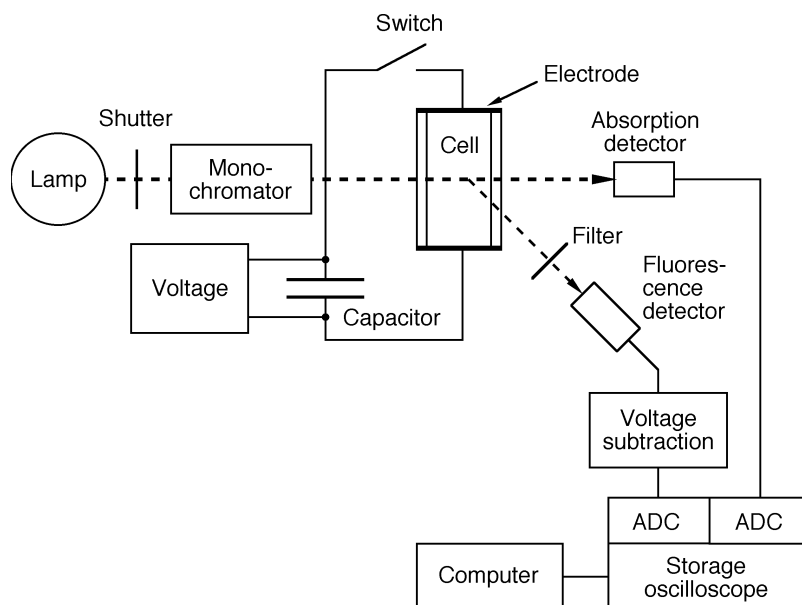 Switch
Electrode
Shutter
Cell
Absorption
detector
Lamp
Mono-
chromator
Filter
Voltage
Fluores-
cence
detector
Capacitor
Voltage
subtraction
ADC
ADC
Computer
Storage
oscilloscope